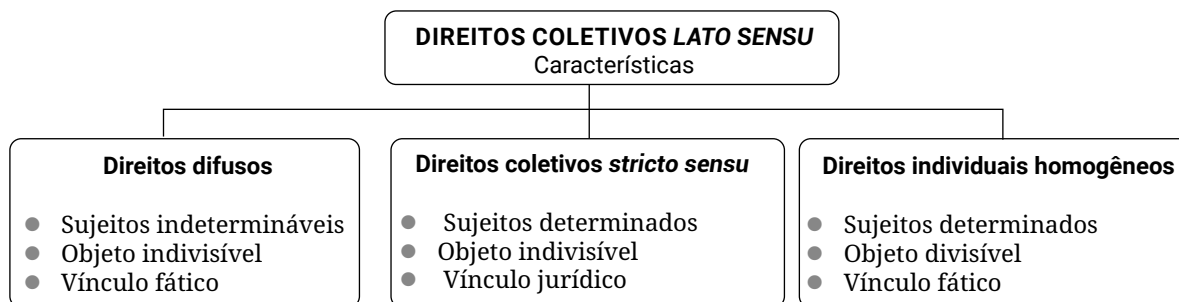 DIREITOS COLETIVOS LATO SENSU
Características
Direitos difusos
● Sujeitos indetermináveis
● Objeto indivisível
● Vínculo fático
Direitos coletivos stricto sensu
● Sujeitos determinados
● Objeto indivisível
● Vínculo jurídico
Direitos individuais homogêneos
● Sujeitos determinados
● Objeto divisível
● Vínculo fático